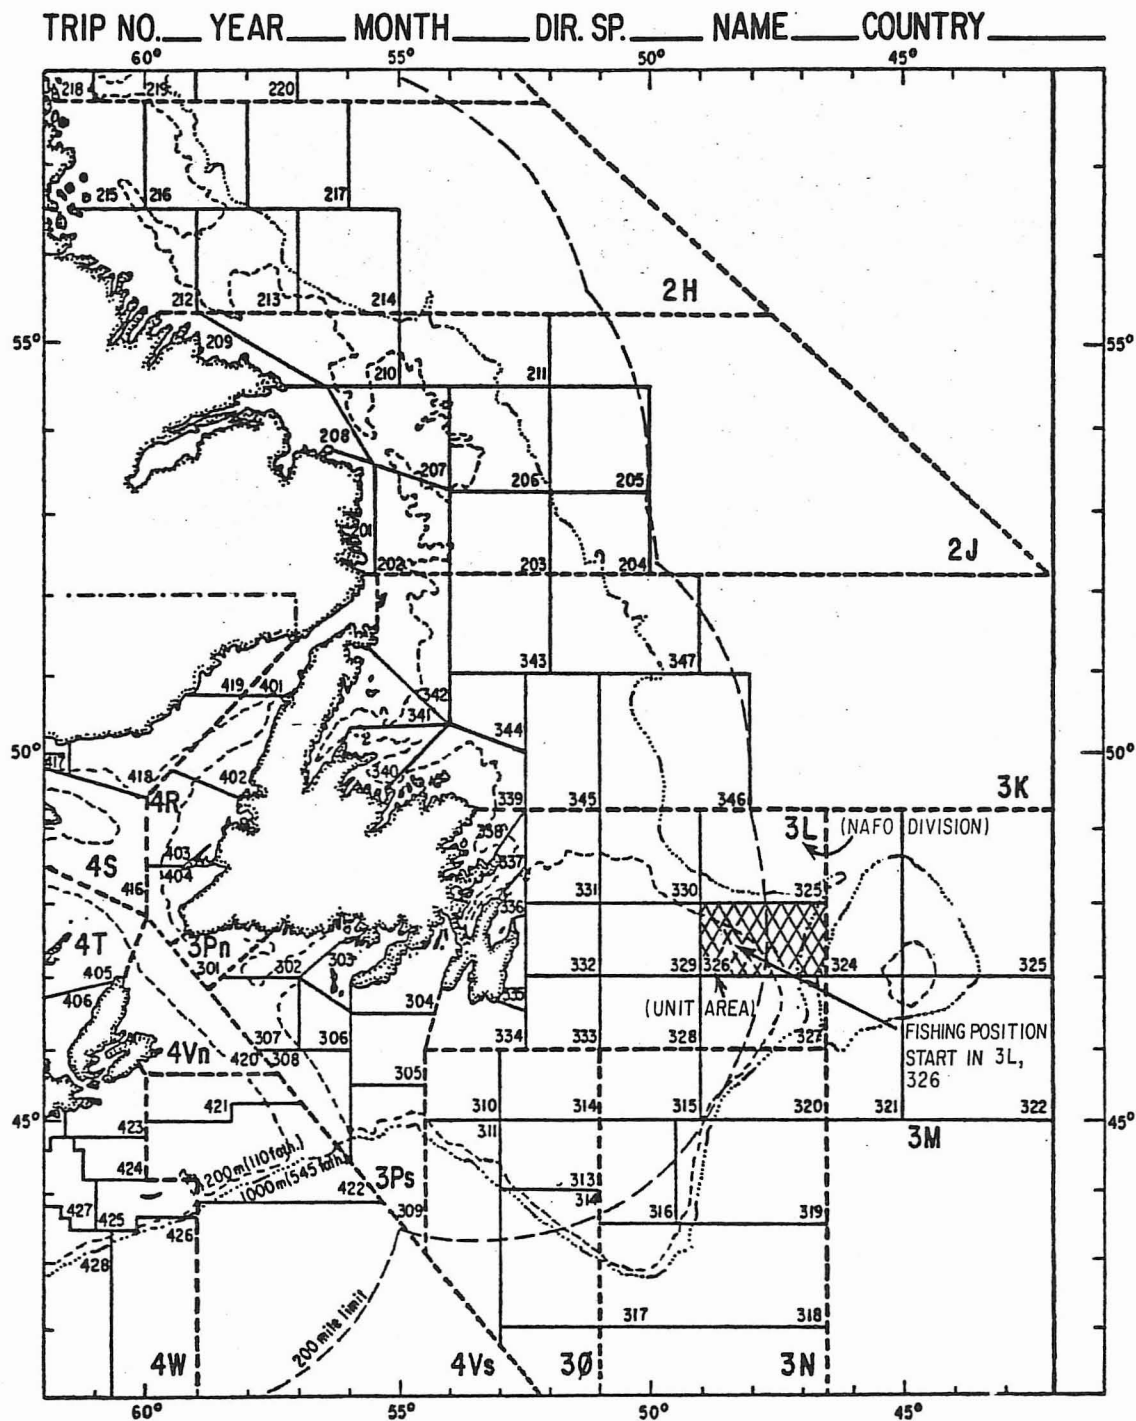 TRIP NO.___ YEAR___ MONTH___ DIR. SP.___ NAME___ COUNTRY___
60° 55° 50° 45°
218 219 220
215 216 217
2H
212 213 214
55° 209 55°
210 211
208
207 206 205
2J
202 203 204
343 347
419 401 342
341 344
50° 50°
417 418 402 340
4R 339 345 346 3K
338 3L (NAFO DIVISION)
403 337
4S 404
416 331 330 325
336
4T 3Pn
405 301 302 303 332 329 326 324 325
406 304 335 (UNIT AREA)
FISHING POSITION
START IN 3L,
326
307 306 334 333 328 327
4Vn 420 308
305
421 310 314 315 320 321 322
45° 45°
423 311 3M
424 200m(110 fath.)
1000m(545 fath.)
3Ps 313
427 425 422 314
426 309 316 319
428
200 mile limit
317 318
4W 4Vs 3Ø 3N
60° 55° 50° 45°